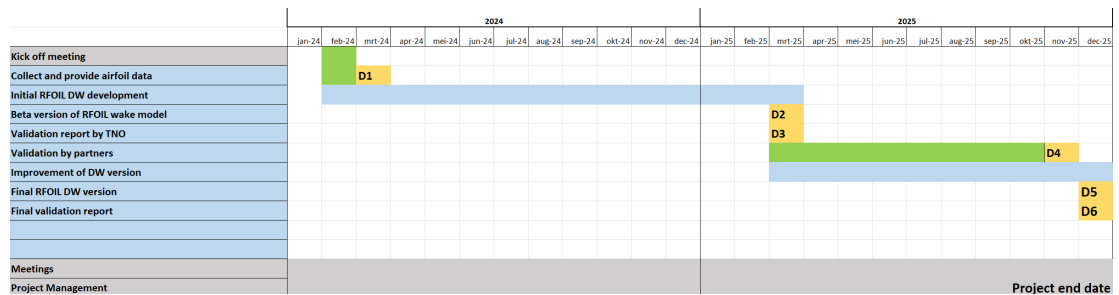 2024 2025
jan-24 feb-24 mrt-24 apr-24 mei-24 jun-24 jul-24 aug-24 sep-24 okt-24 nov-24 dec-24 jan-25 feb-25 mrt-25 apr-25 mei-25 jun-25 jul-25 aug-25 sep-25 okt-25 nov-25 dec-25
Kick off meeting
Collect and provide airfoil data D1
Initial RFOIL DW development
Beta version of RFOIL wake model D2
Validation report by TNO D3
Validation by partners D4
Improvement of DW version
Final RFOIL DW version D5
Final validation report D6
Meetings
Project Management Project end date